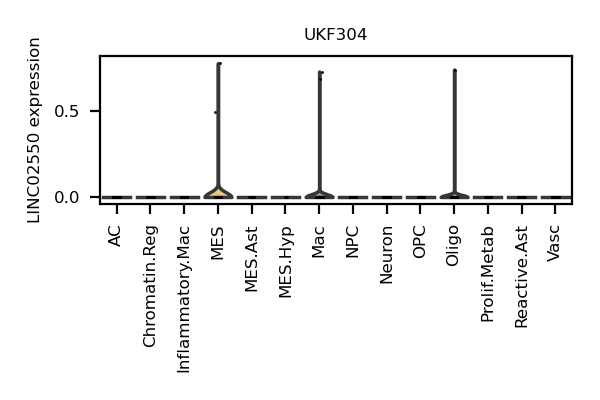 UKF304
LINC02550 expression
0.5
0.0
AC
Chromatin.Reg
Inflammatory.Mac
MES
MES.Ast
MES.Hyp
Mac
NPC
Neuron
OPC
Oligo
Prolif.Metab
Reactive.Ast
Vasc